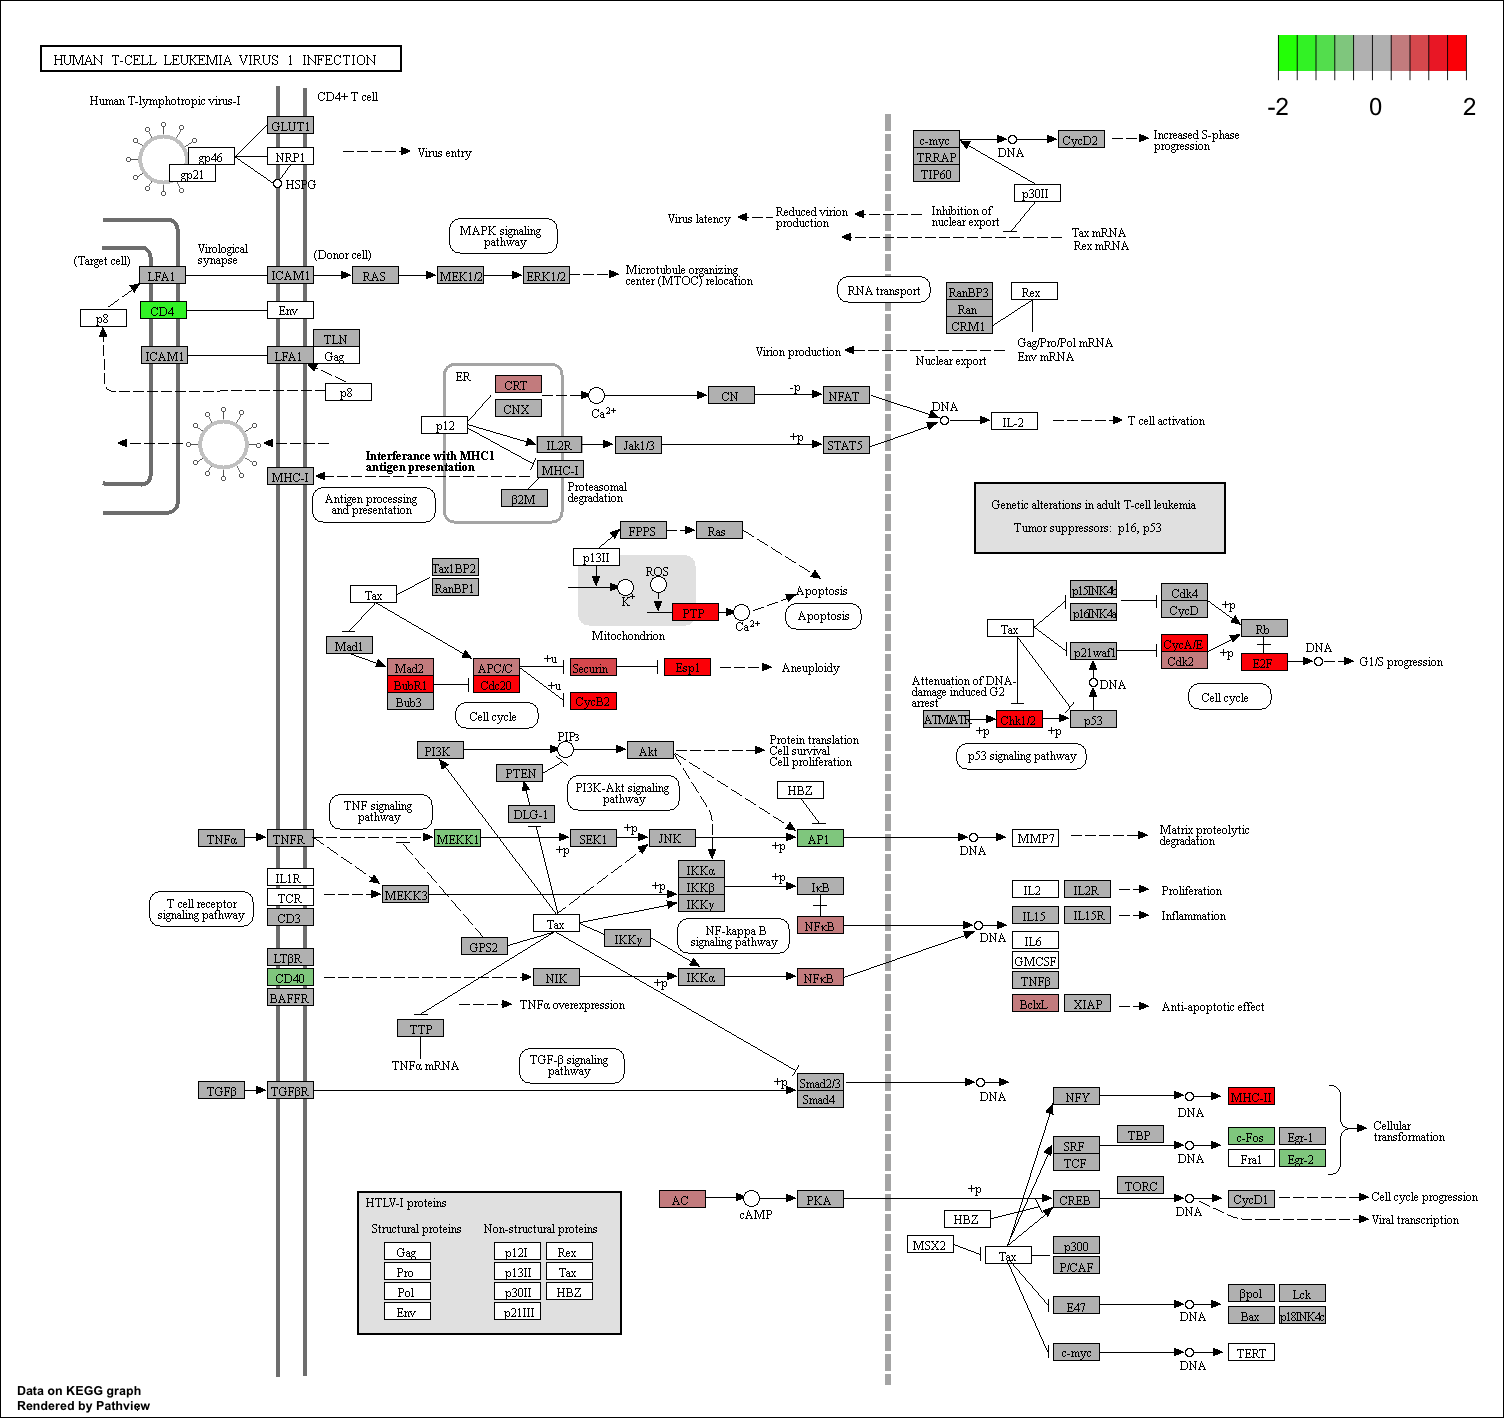 HUMAN T-CELL LEUKEMIA VIRUS 1 INFECTION
-2 0 2
Human T-lymphotropic virus-I
CD4+ T cell
GLUT1
gp46
NRP1
gp21
HSPG
Virus entry
c-myc
TRRAP
TIP60
DNA
CycD2
Increased S-phase
progression
p30II
Virus latency
Reduced virion
production
Inhibition of
nuclear export
Tax mRNA
Rex mRNA
MAPK signaling
pathway
(Target cell)
Virological
synapse
(Donor cell)
LFA1
ICAM1
RAS
MEK1/2
ERK1/2
Microtubule organizing
center (MTOC) relocation
RNA transport
CD4
Env
p8
RanBP3
Ran
CRM1
Rex
Gag/Pro/Pol mRNA
Env mRNA
Virion production
Nuclear export
ICAM1
LFA1
TLN
Gag
p8
ER
CRT
CNX
Ca2+
CN
-p
NFAT
DNA
IL-2
T cell activation
p12
IL2R
Jak1/3
+p
STAT5
Interferance with MHC1
antigen presentation
MHC-I
MHC-I
β2M
Proteasomal
degradation
Antigen processing
and presentation
Genetic alterations in adult T-cell leukemia
Tumor suppressors: p16, p53
FPPS
Ras
p13II
ROS
K+
PTP
Ca2+
Apoptosis
Apoptosis
Mitochondrion
Tax1BP2
RanBP1
Tax
Mad1
Mad2
BubR1
Bub3
APC/C
Cdc20
+u
+u
Securin
CycB2
Esp1
Aneuploidy
Cell cycle
p15INK4c
p16INK4a
Cdk4
CycD
+p
Tax
p21waf1
CycA/E
Cdk2
+p
Rb
E2F
DNA
G1/S progression
Attenuation of DNA-
damage induced G2
arrest
DNA
ATM/ATR
+p
Chk1/2
+p
p53
Cell cycle
p53 signaling pathway
PI3K
PIP3
Akt
Protein translation
Cell survival
Cell proliferation
PTEN
PI3K-Akt signaling
pathway
DLG-1
HBZ
TNF signaling
pathway
TNFα
TNFR
MEKK1
+p
SEK1
+p
JNK
+p
AP1
DNA
MMP7
Matrix proteolytic
degradation
IL1R
TCR
CD3
T cell receptor
signaling pathway
MEKK3
+p
IKKα
IKKβ
IKKγ
+p
IκB
NFκB
IL2
IL2R
Proliferation
IL15
IL15R
Inflammation
IL6
GMCSF
TNFβ
BclxL
XIAP
Anti-apoptotic effect
DNA
Tax
GPS2
IKKγ
NF-kappa B
signaling pathway
LTβR
CD40
BAFFR
NIK
+p
IKKα
NFκB
TNFα overexpression
TTP
TNFα mRNA
TGF-β signaling
pathway
TGFβ
TGFβR
+p
Smad2/3
Smad4
DNA
NFY
DNA
MHC-II
SRF
TCF
TBP
DNA
c-Fos
Egr-1
Fra1
Egr-2
Cellular
transformation
AC
cAMP
PKA
+p
CREB
TORC
DNA
CycD1
Cell cycle progression
Viral transcription
HBZ
MSX2
Tax
p300
P/CAF
E47
DNA
βpol
Lck
Bax
p18INK4c
c-myc
DNA
TERT
HTLV-I proteins
Structural proteins
Non-structural proteins
Gag
p12I
Rex
Pro
p13II
Tax
Pol
p30II
HBZ
Env
p21III
Data on KEGG graph
Rendered by Pathview